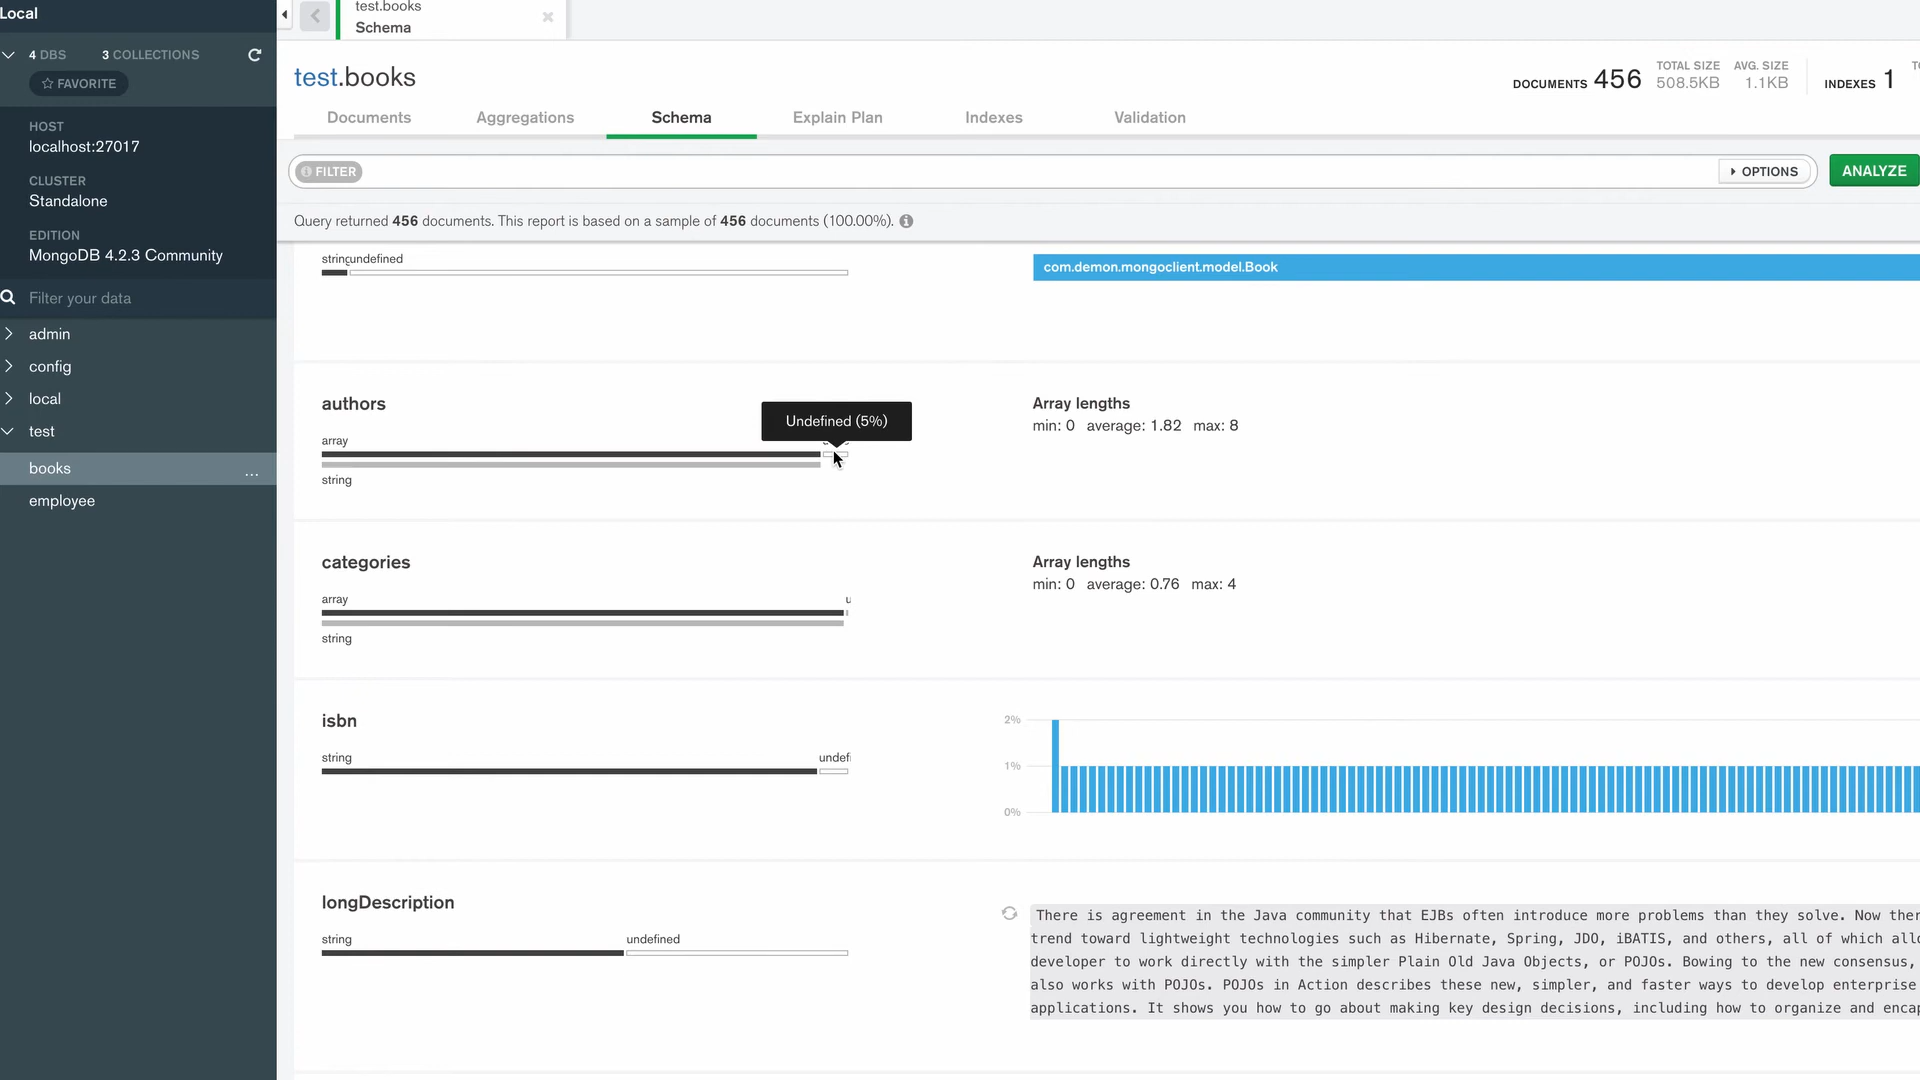 Local
4 DBS 3 COLLECTIONS
FAVORITE
HOST
localhost:27017
CLUSTER
Standalone
EDITION
MongoDB 4.2.3 Community
Filter your data
admin
config
local
test
books
...
employee
test.books
Schema
test.books
DOCUMENTS 456
TOTAL SIZE
508.5KB
AVG. SIZE
1.1KB
INDEXES 1
Documents Aggregations Schema Explain Plan Indexes Validation
FILTER
OPTIONS
ANALYZE
Query returned 456 documents. This report is based on a sample of 456 documents (100.00%).
string undefined
com.demon.mongoclient.model.Book
authors
array
Undefined (5%)
string
Array lengths
min: 0 average: 1.82 max: 8
categories
array u
string
Array lengths
min: 0 average: 0.76 max: 4
isbn
string undefi
2%
1%
0%
longDescription
string undefined
There is agreement in the Java community that EJBs often introduce more problems than they solve. Now ther
trend toward lightweight technologies such as Hibernate, Spring, JDO, iBATIS, and others, all of which allo
developer to work directly with the simpler Plain Old Java Objects, or POJOs. Bowing to the new consensus,
also works with POJOs. POJOs in Action describes these new, simpler, and faster ways to develop enterprise
applications. It shows you how to go about making key design decisions, including how to organize and encap